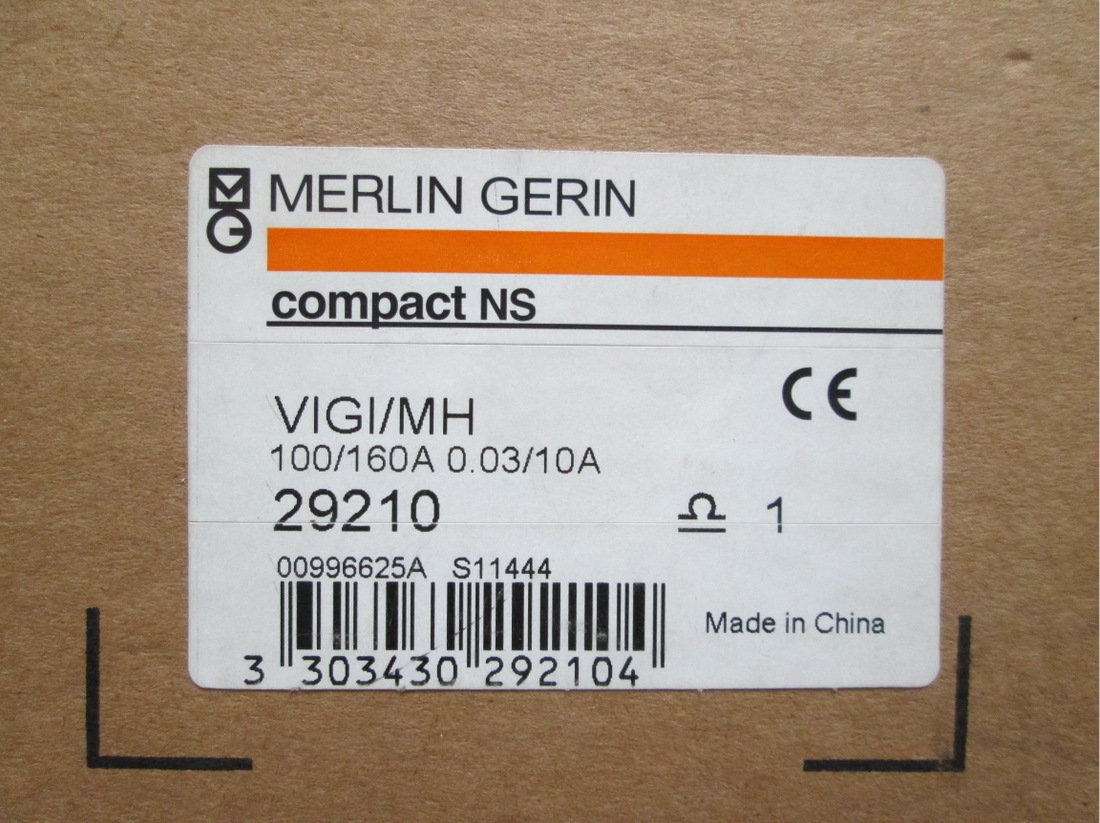 MERLIN GERIN
compact NS
CE
VIGI/MH
100/160A 0.03/10A
29210
1
00996625A S11444
Made in China
3 303430 292104